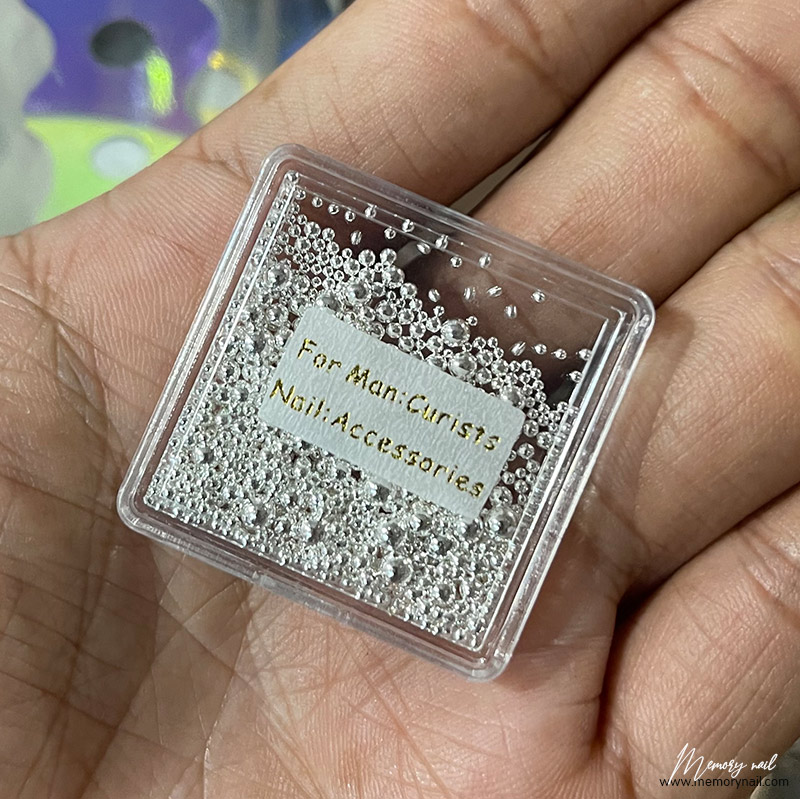 For Man:Curists
Nail:Accessories
Memory nail
www.memorynail.com